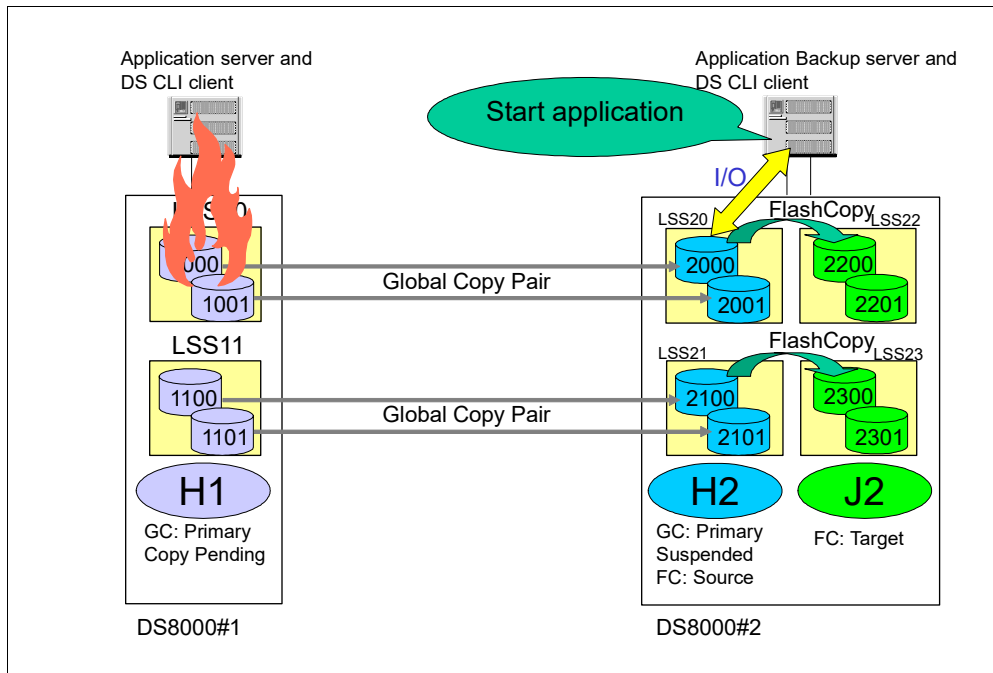 Application server and
DS CLI client
Application Backup server and
DS CLI client
Start application
I/O
FlashCopy
LSS20
LSS22
000
1001
Global Copy Pair
2000
2001
2200
2201
LSS11
FlashCopy
LSS21
LSS23
1100
1101
Global Copy Pair
2100
2101
2300
2301
H1
H2
J2
GC: Primary
Copy Pending
GC: Primary
Suspended
FC: Source
FC: Target
DS8000#1
DS8000#2